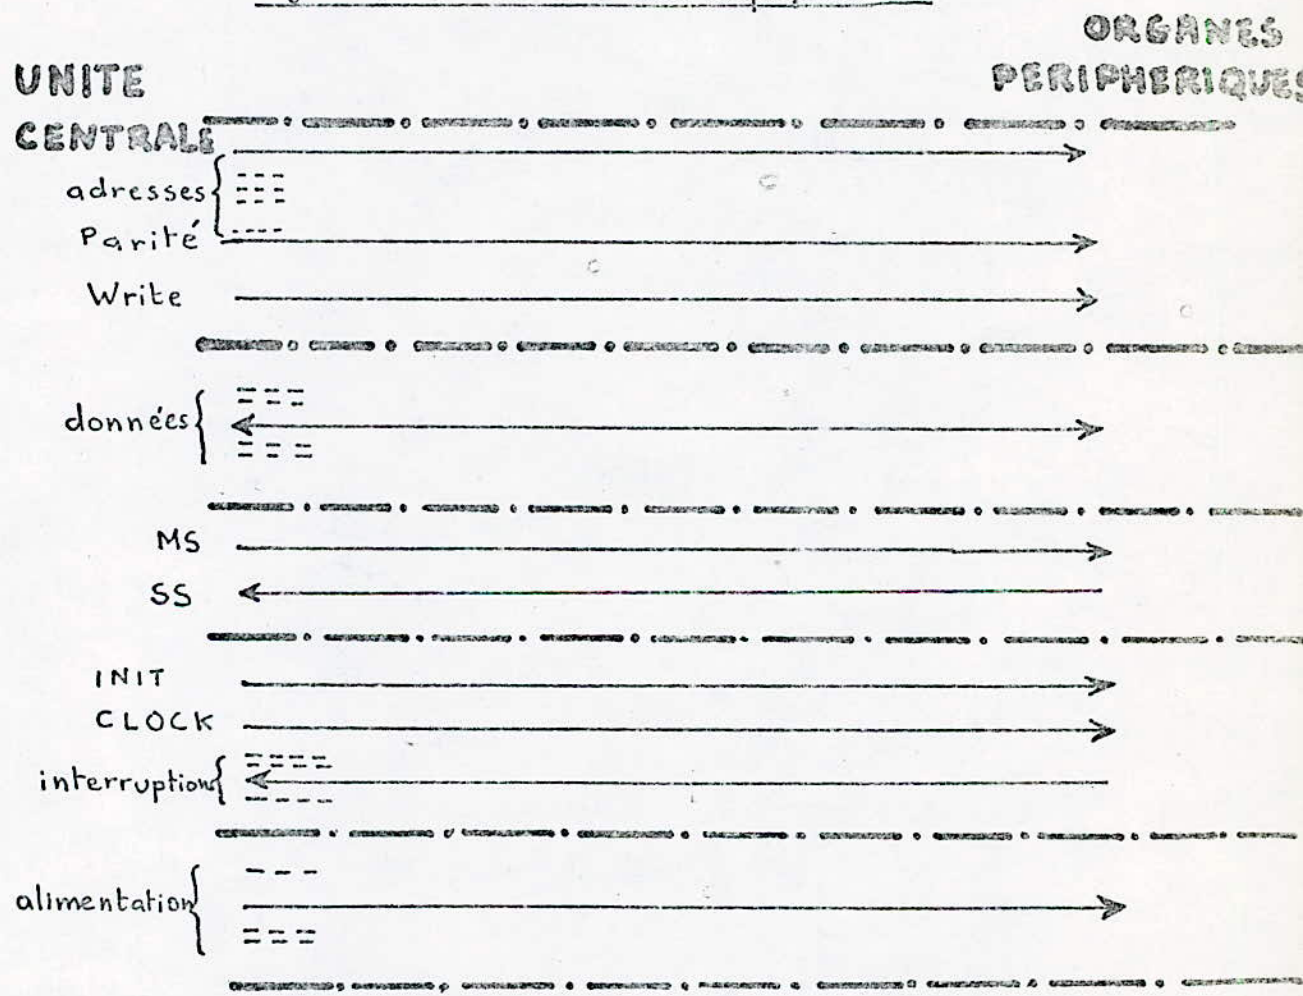 ORGANES
PERIPHERIQUES
UNITE
CENTRALE
adresses
Parité
Write
données
MS
SS
INIT
CLOCK
interruption
alimentation